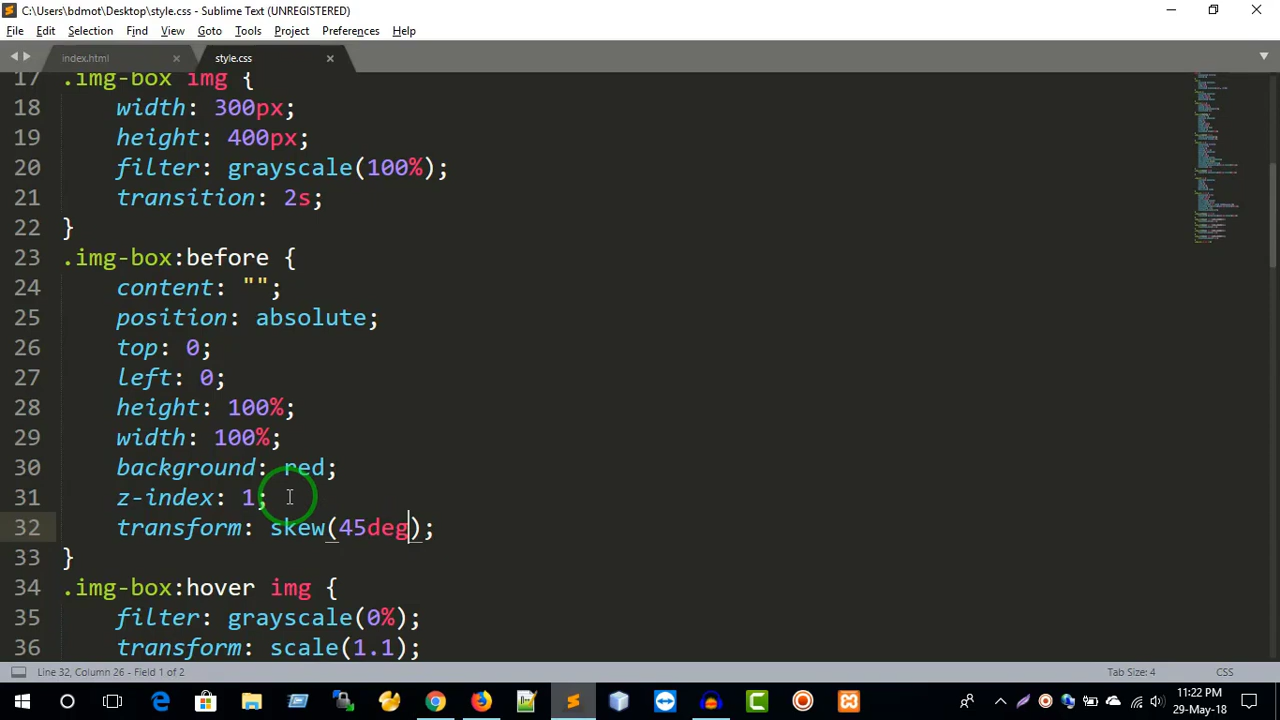 C:\Users\bdmot\Desktop\style.css - Sublime Text (UNREGISTERED)
File Edit Selection Find View Goto Tools Project Preferences Help
index.html style.css
17 .img-box img {
18 width: 300px;
19 height: 400px;
20 filter: grayscale(100%);
21 transition: 2s;
22 }
23 .img-box:before {
24 content: "";
25 position: absolute;
26 top: 0;
27 left: 0;
28 height: 100%;
29 width: 100%;
30 background: red;
31 z-index: 1;
32 transform: skew(45deg);
33 }
34 .img-box:hover img {
35 filter: grayscale(0%);
36 transform: scale(1.1);
Line 32, Column 26 - Field 1 of 2 Tab Size: 4 CSS
11:22 PM
29-May-18